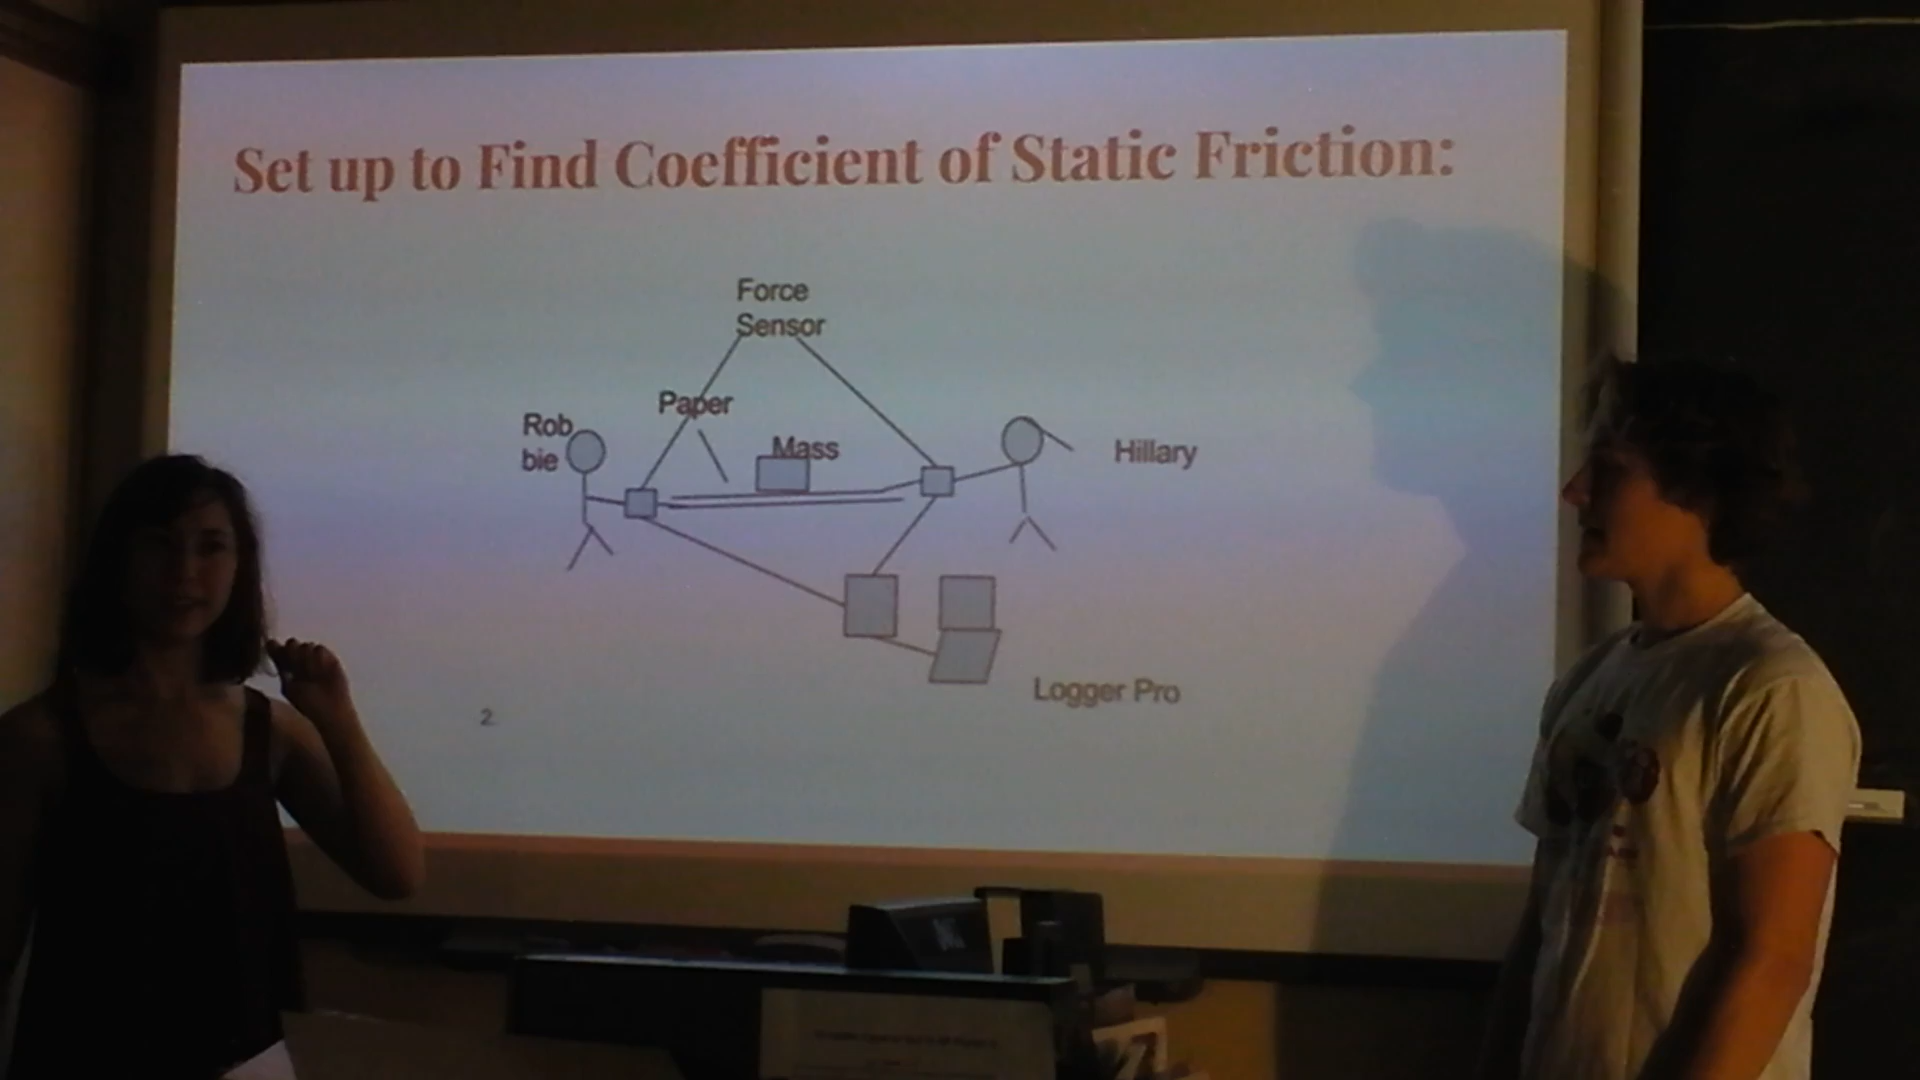 Set up to Find Coefficient of Static Friction:
Force
Sensor
Paper
Rob
bie
Mass
Hillary
Logger Pro
2